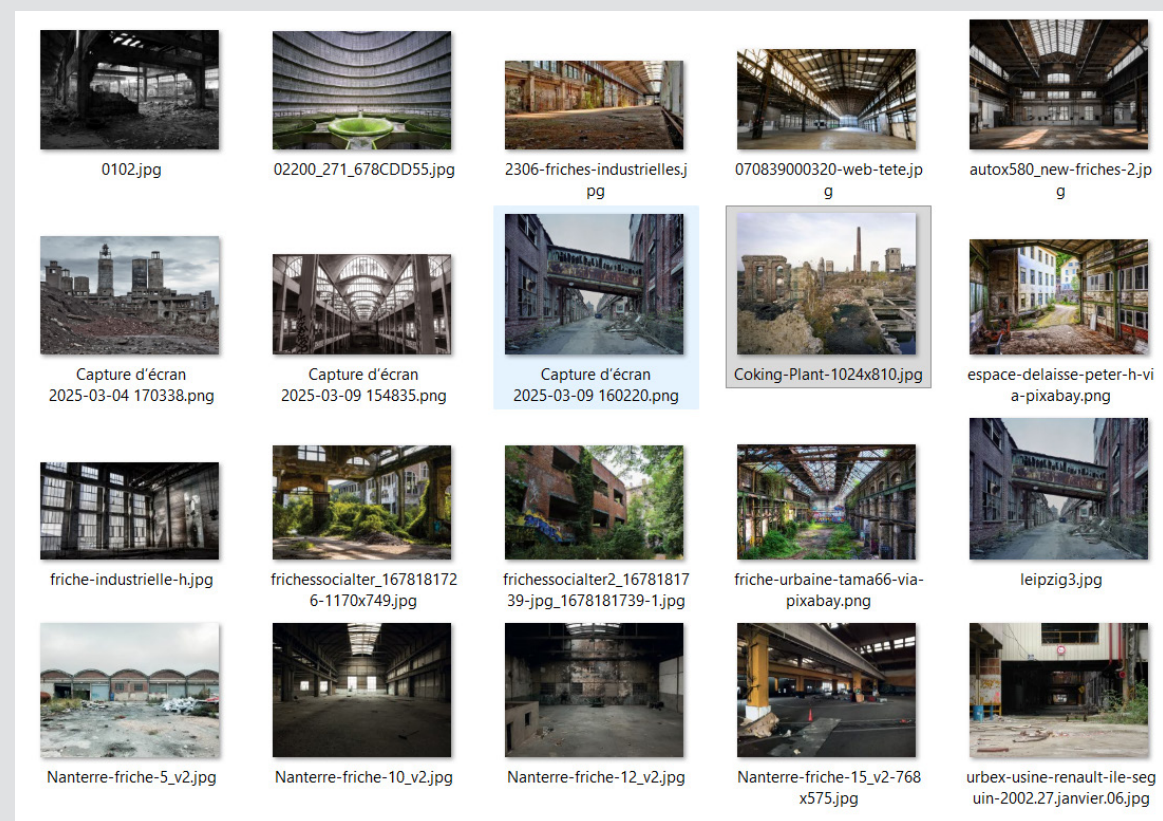 0102.jpg
02200_271_678CDD55.jpg
2306-friches-industrielles.j
pg
070839000320-web-tete.jp
g
autox580_new-friches-2.jp
g
Capture d'écran
2025-03-04 170338.png
Capture d'écran
2025-03-09 154835.png
Capture d'écran
2025-03-09 160220.png
Coking-Plant-1024x810.jpg
espace-delaisse-peter-h-vi
a-pixabay.png
friche-industrielle-h.jpg
frichessocialter_167818172
6-1170x749.jpg
frichessocialter2_16781817
39-jpg_1678181739-1.jpg
friche-urbaine-tama66-via-
pixabay.png
leipzig3.jpg
Nanterre-friche-5_v2.jpg
Nanterre-friche-10_v2.jpg
Nanterre-friche-12_v2.jpg
Nanterre-friche-15_v2-768
x575.jpg
urbex-usine-renault-ile-seg
uin-2002.27.janvier.06.jpg